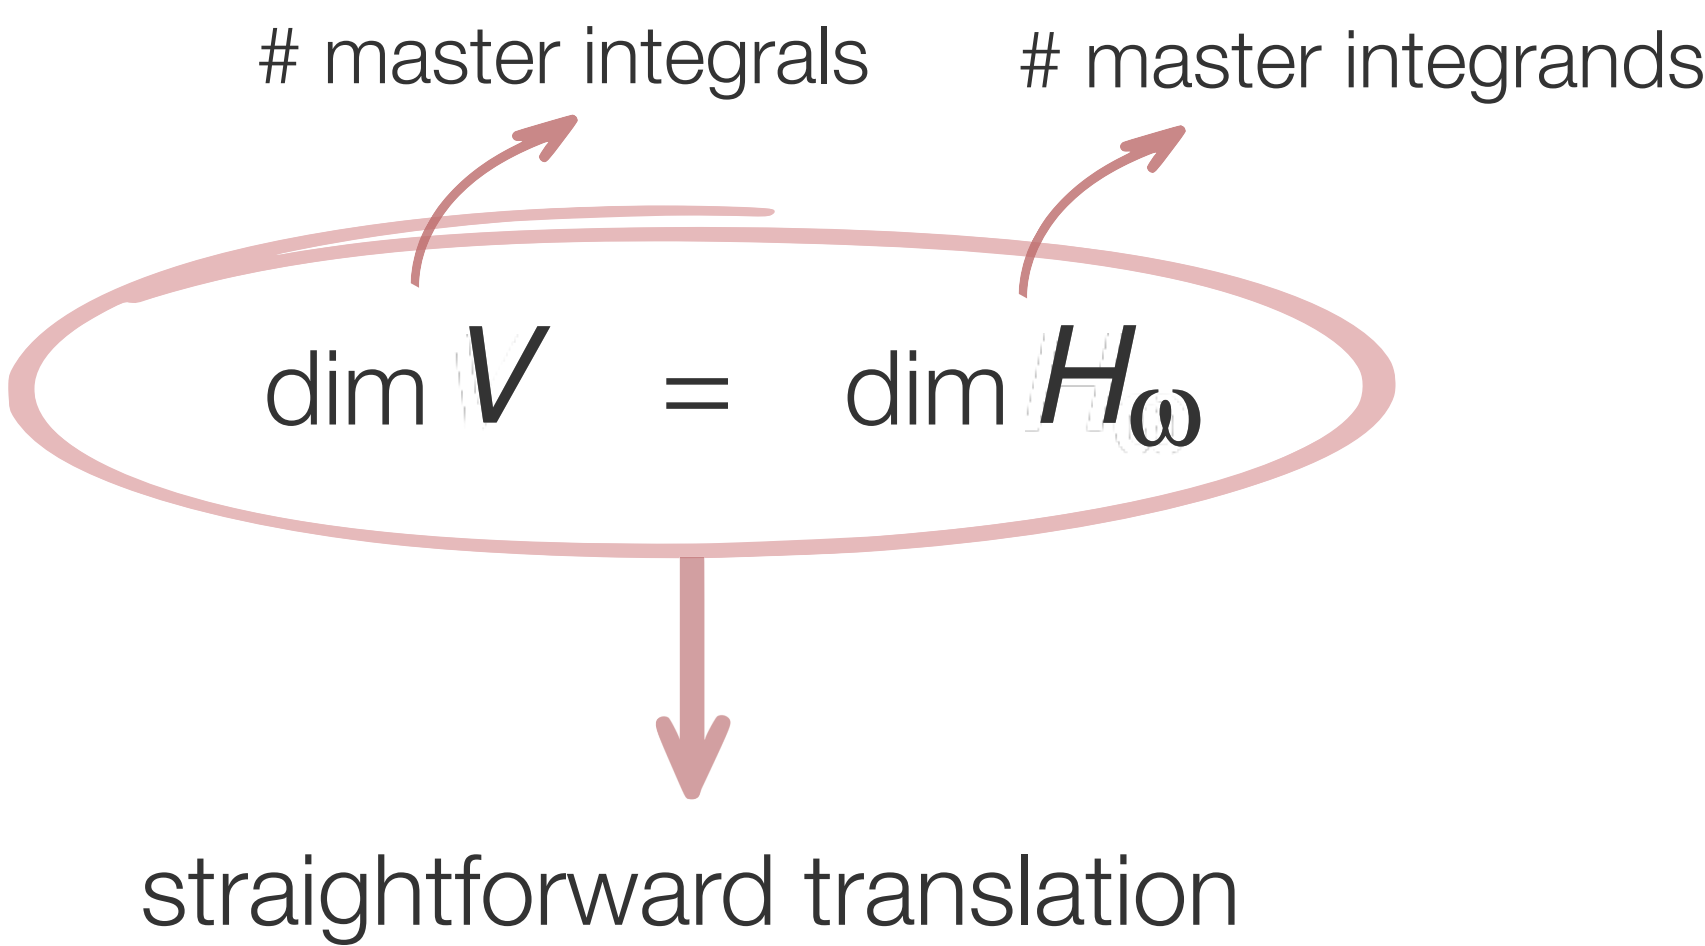 # master integrals # master integrands
dim V = dim Hω
straightforward translation